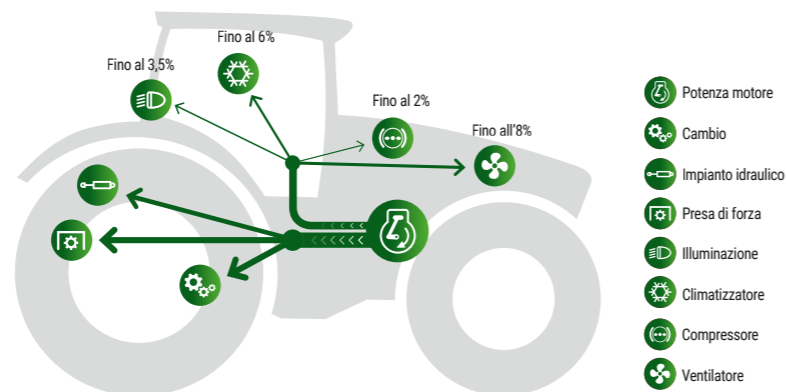 Fino al 6%
Fino al 3,5%
Fino al 2%
Fino all’8%
Potenza motore
Cambio
Impianto idraulico
Presa di forza
Illuminazione
Climatizzatore
Compressore
Ventilatore